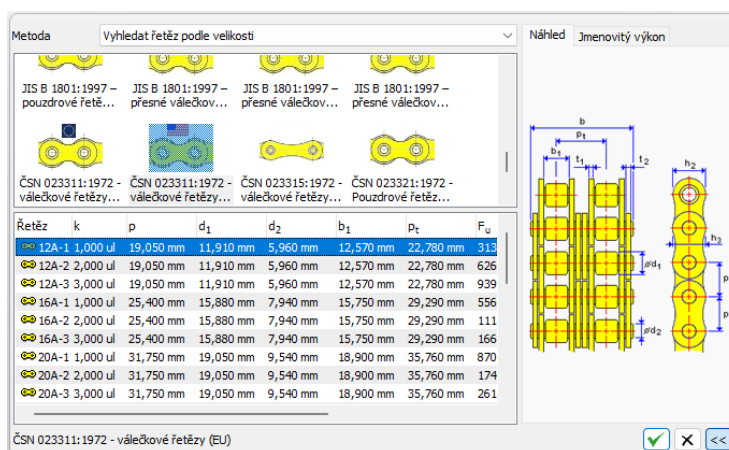 Metoda Vyhledat řetěz podle velikosti
Náhled Jmenovitý výkon
JIS B 1801:1997 – JIS B 1801:1997 – JIS B 1801:1997 – JIS B 1801:1997 –
pouzdrové řetě... přesné válečkov... přesné válečkov... přesné válečkov...
ČSN 023311:1972 - ČSN 023311:1972 - ČSN 023315:1972 - ČSN 023321:1972 -
válečkové řetězy... válečkové řetězy... válečkové řetězy... Pouzdrové řetěz...
Řetěz k p d1 d2 b1 pt Fu
12A-1 1,000 ul 19,050 mm 11,910 mm 5,960 mm 12,570 mm 22,780 mm 313
12A-2 2,000 ul 19,050 mm 11,910 mm 5,960 mm 12,570 mm 22,780 mm 626
12A-3 3,000 ul 19,050 mm 11,910 mm 5,960 mm 12,570 mm 22,780 mm 939
16A-1 1,000 ul 25,400 mm 15,880 mm 7,940 mm 15,750 mm 29,290 mm 556
16A-2 2,000 ul 25,400 mm 15,880 mm 7,940 mm 15,750 mm 29,290 mm 111
16A-3 3,000 ul 25,400 mm 15,880 mm 7,940 mm 15,750 mm 29,290 mm 166
20A-1 1,000 ul 31,750 mm 19,050 mm 9,540 mm 18,900 mm 35,760 mm 870
20A-2 2,000 ul 31,750 mm 19,050 mm 9,540 mm 18,900 mm 35,760 mm 174
20A-3 3,000 ul 31,750 mm 19,050 mm 9,540 mm 18,900 mm 35,760 mm 261
b
pt
b1 t1 t2 h2
h3
ød1
p
p
ød2
ČSN 023311:1972 - válečkové řetězy (EU)
<<